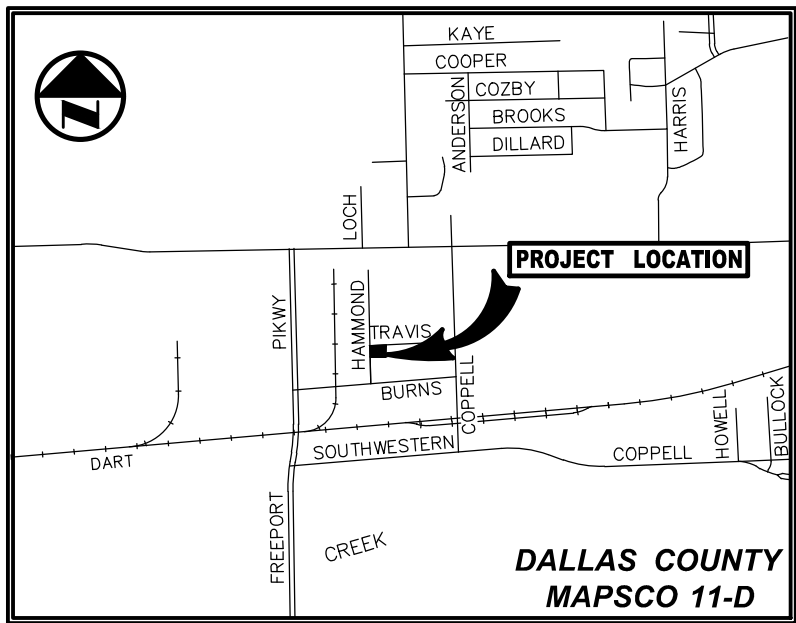 KAYE
COOPER
COZBY
ANDERSON
BROOKS
DILLARD
HARRIS
N
LOCH
PROJECT LOCATION
PIKWY
HAMMOND
TRAVIS
BURNS
COPPELL
SOUTHWESTERN
DART
COPPELL
HOWELL
BULLOCK
FREEPORT
CREEK
DALLAS COUNTY
MAPSCO 11-D